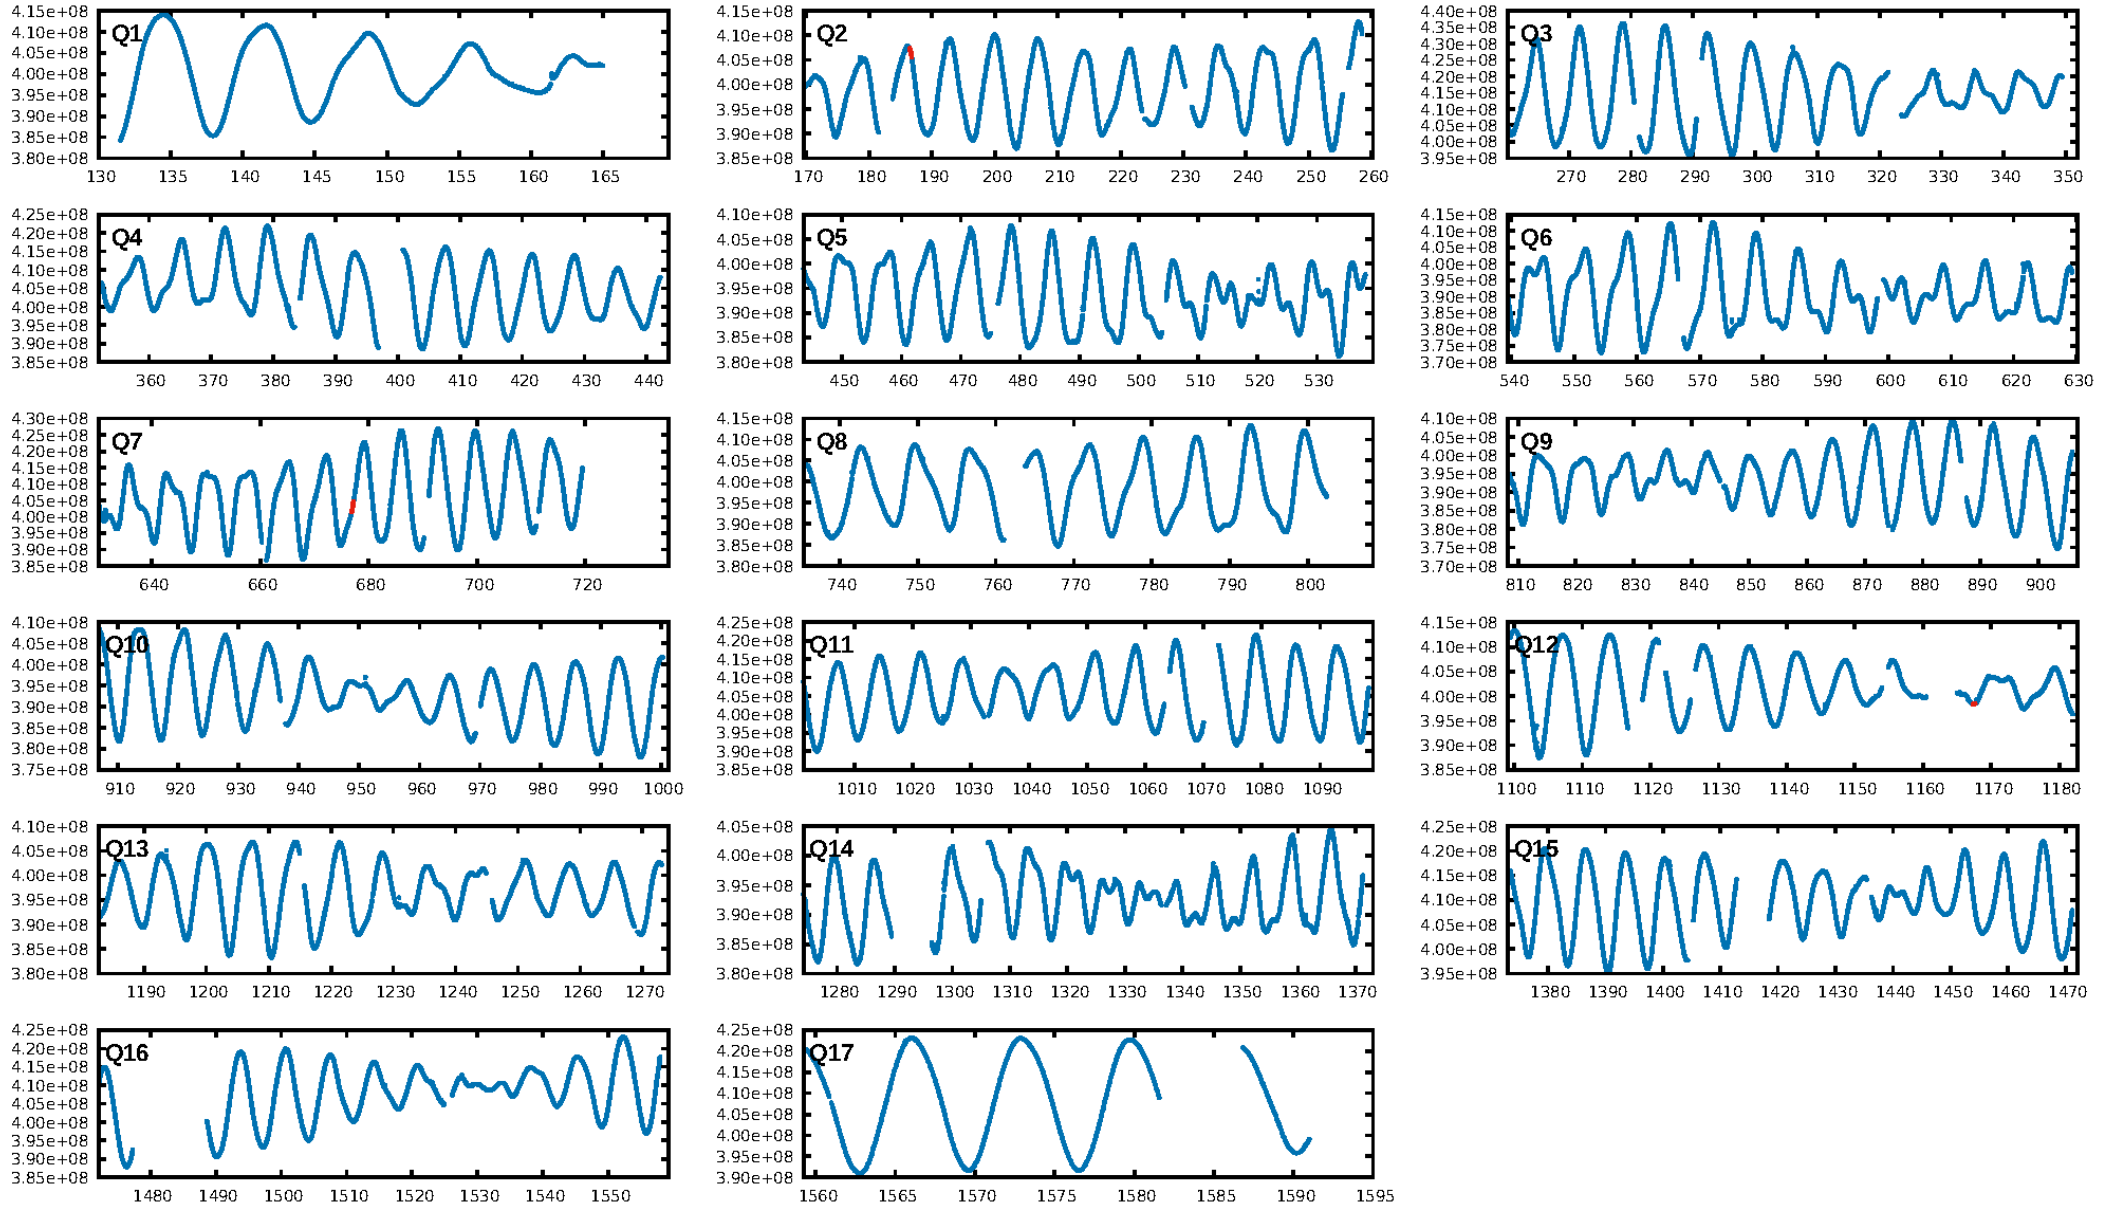 4.15e+08 4.10e+08 4.05e+08 4.00e+08 3.95e+08 3.90e+08 3.85e+08 3.80e+08
Q1
130 135 140 145 150 155 160 165
4.15e+08 4.10e+08 4.05e+08 4.00e+08 3.95e+08 3.90e+08 3.85e+08
Q2
170 180 190 200 210 220 230 240 250 260
4.40e+08 4.35e+08 4.30e+08 4.25e+08 4.20e+08 4.15e+08 4.10e+08 4.05e+08 4.00e+08 3.95e+08
Q3
270 280 290 300 310 320 330 340 350
4.25e+08 4.20e+08 4.15e+08 4.10e+08 4.05e+08 4.00e+08 3.95e+08 3.90e+08 3.85e+08
Q4
360 370 380 390 400 410 420 430 440
4.10e+08 4.05e+08 4.00e+08 3.95e+08 3.90e+08 3.85e+08 3.80e+08
Q5
450 460 470 480 490 500 510 520 530
4.15e+08 4.10e+08 4.05e+08 4.00e+08 3.95e+08 3.90e+08 3.85e+08 3.80e+08 3.75e+08 3.70e+08
Q6
540 550 560 570 580 590 600 610 620 630
4.30e+08 4.25e+08 4.20e+08 4.15e+08 4.10e+08 4.05e+08 4.00e+08 3.95e+08 3.90e+08 3.85e+08
Q7
640 660 680 700 720
4.15e+08 4.10e+08 4.05e+08 4.00e+08 3.95e+08 3.90e+08 3.85e+08 3.80e+08
Q8
740 750 760 770 780 790 800
4.10e+08 4.05e+08 4.00e+08 3.95e+08 3.90e+08 3.85e+08 3.80e+08 3.75e+08 3.70e+08
Q9
810 820 830 840 850 860 870 880 890 900
4.10e+08 4.05e+08 4.00e+08 3.95e+08 3.90e+08 3.85e+08 3.80e+08 3.75e+08
Q10
910 920 930 940 950 960 970 980 990 1000
4.25e+08 4.20e+08 4.15e+08 4.10e+08 4.05e+08 4.00e+08 3.95e+08 3.90e+08 3.85e+08
Q11
1010 1020 1030 1040 1050 1060 1070 1080 1090
4.15e+08 4.10e+08 4.05e+08 4.00e+08 3.95e+08 3.90e+08 3.85e+08
Q12
1100 1110 1120 1130 1140 1150 1160 1170 1180
4.10e+08 4.05e+08 4.00e+08 3.95e+08 3.90e+08 3.85e+08 3.80e+08
Q13
1190 1200 1210 1220 1230 1240 1250 1260 1270
4.05e+08 4.00e+08 3.95e+08 3.90e+08 3.85e+08 3.80e+08
Q14
1280 1290 1300 1310 1320 1330 1340 1350 1360 1370
4.25e+08 4.20e+08 4.15e+08 4.10e+08 4.05e+08 4.00e+08 3.95e+08
Q15
1380 1390 1400 1410 1420 1430 1440 1450 1460 1470
4.25e+08 4.20e+08 4.15e+08 4.10e+08 4.05e+08 4.00e+08 3.95e+08 3.90e+08 3.85e+08
Q16
1480 1490 1500 1510 1520 1530 1540 1550
4.25e+08 4.20e+08 4.15e+08 4.10e+08 4.05e+08 4.00e+08 3.95e+08 3.90e+08
Q17
1560 1565 1570 1575 1580 1585 1590 1595